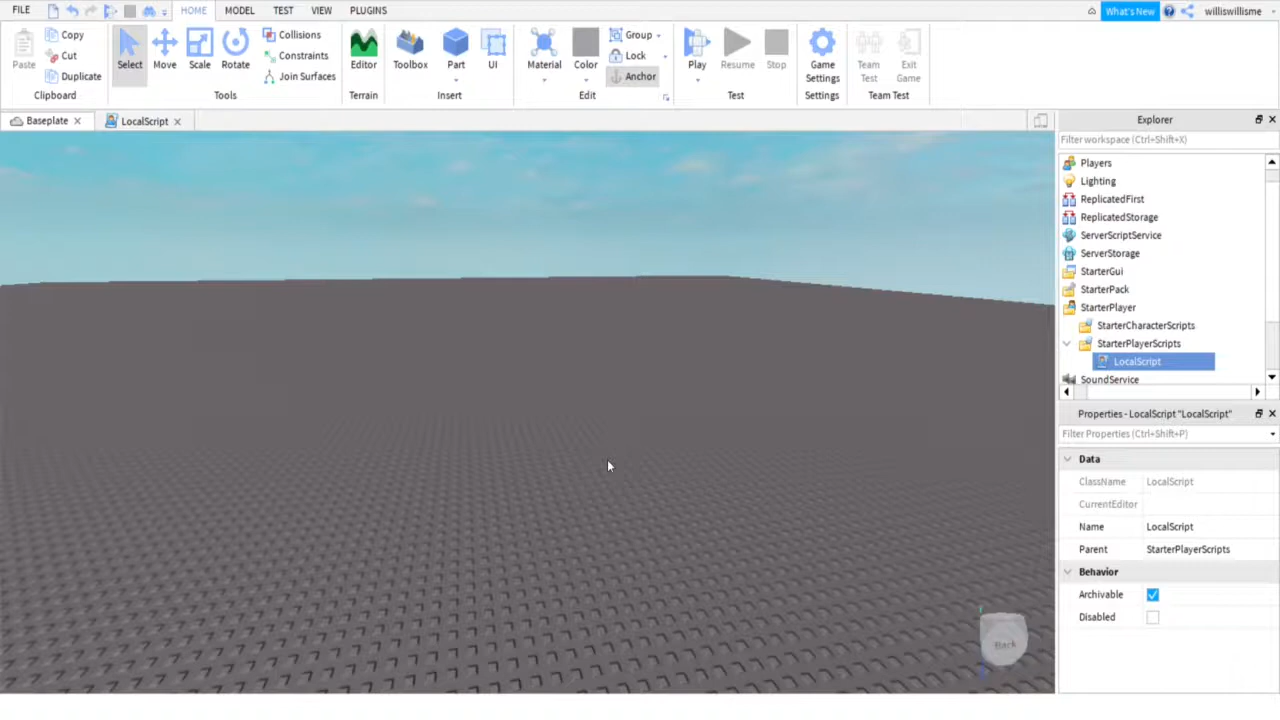 FILE HOME MODEL TEST VIEW PLUGINS What's New williswillisme
Paste Copy Cut Duplicate Clipboard
Select Move Scale Rotate Collisions Constraints Join Surfaces Tools
Editor Terrain
Toolbox Part UI Insert
Material Color Group Lock Anchor Edit
Play Resume Stop Test
Game Settings Settings
Team Test Exit Game Team Test
Baseplate LocalScript
Explorer
Filter workspace (Ctrl+Shift+X)
Players
Lighting
ReplicatedFirst
ReplicatedStorage
ServerScriptService
ServerStorage
StarterGui
StarterPack
StarterPlayer
StarterCharacterScripts
StarterPlayerScripts
LocalScript
SoundService
Properties - LocalScript "LocalScript"
Filter Properties (Ctrl+Shift+P)
Data
ClassName LocalScript
CurrentEditor
Name LocalScript
Parent StarterPlayerScripts
Behavior
Archivable
Disabled
Back